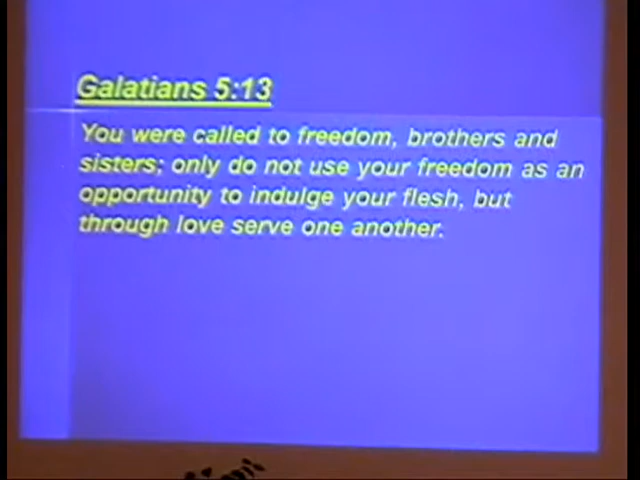 Galatians 5:13
You were called to freedom, brothers and
sisters; only do not use your freedom as an
opportunity to indulge your flesh, but
through love serve one another.